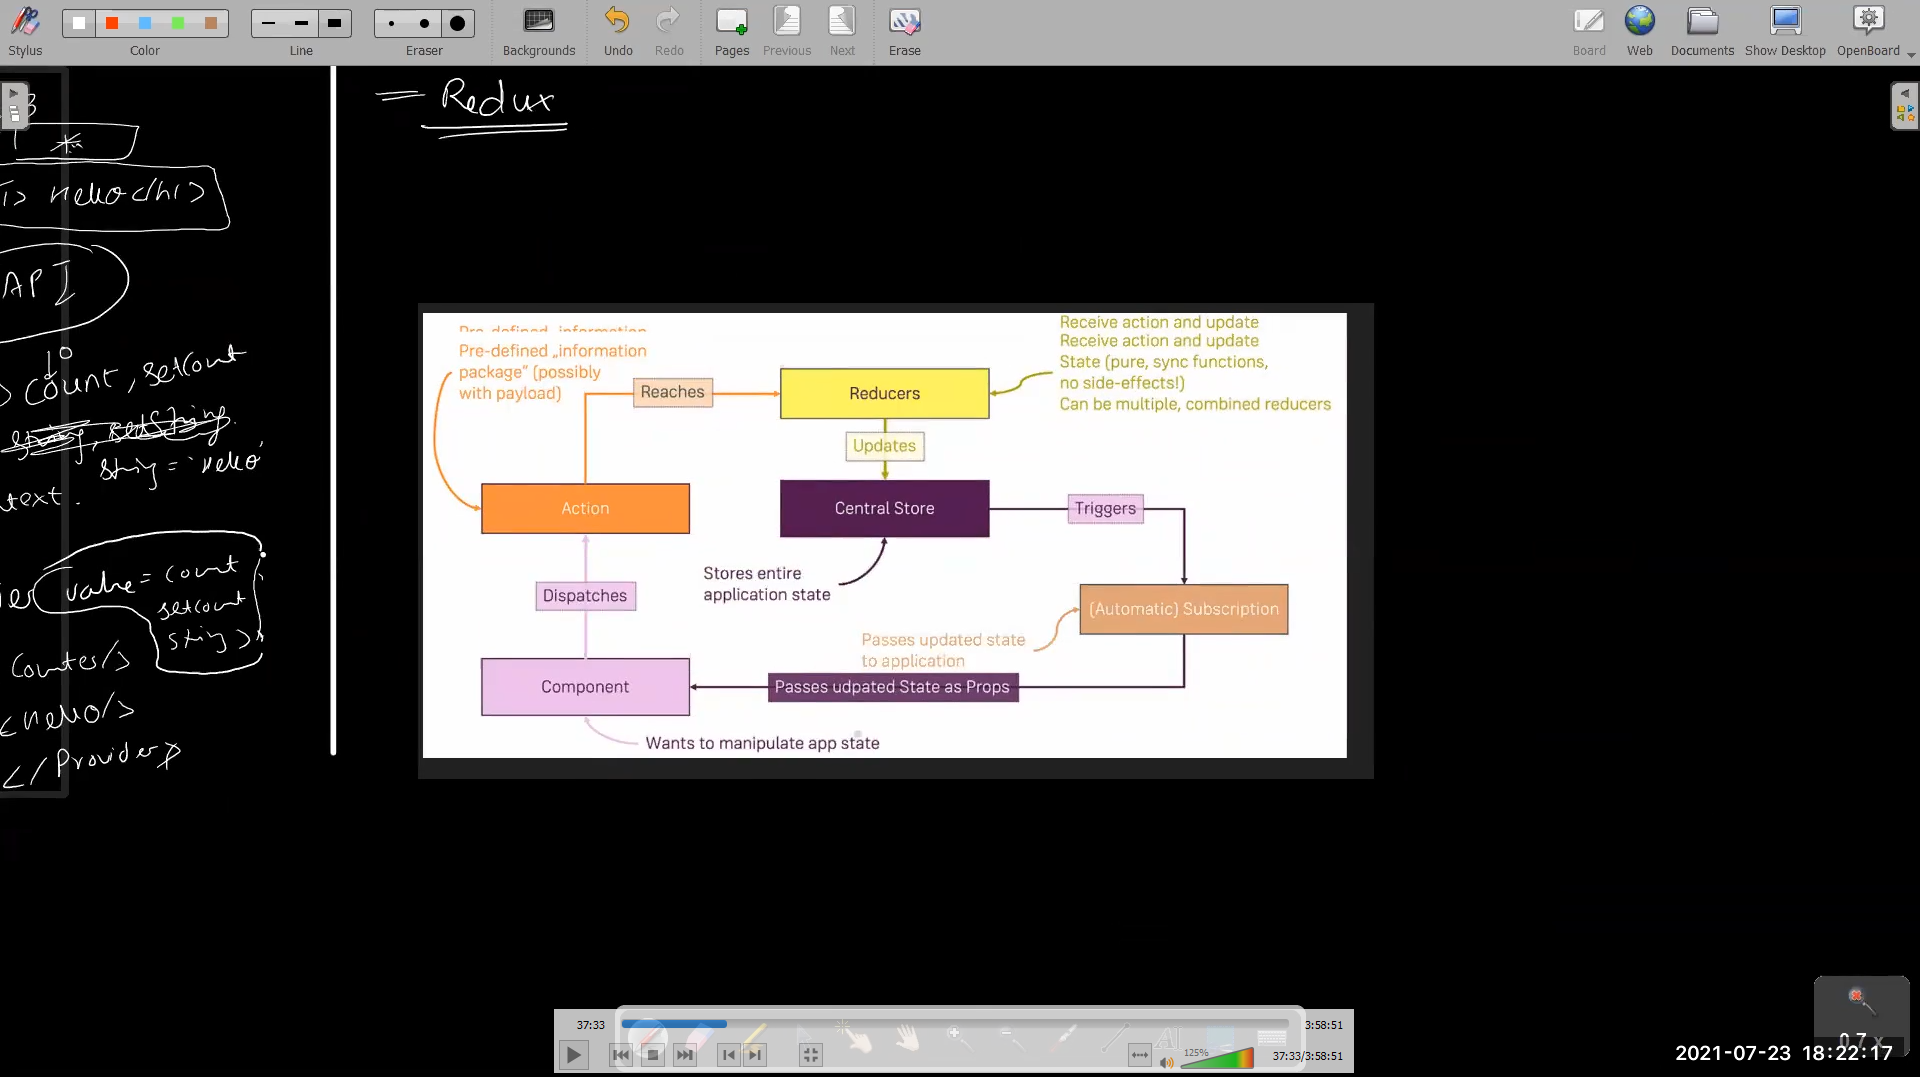 Stylus
Color
Line
Eraser
Backgrounds
Undo
Redo
Pages
Previous
Next
Erase
Board
Web
Documents
Show Desktop
OpenBoard
= Redux
3
*
Hello</h1>
API
0
count, setcount
string, setString
string = 'Hello'
text.
value = count
setcount
string>
Counter/>
<Hello/>
</Provider>
Pre-defined „information
Pre-defined „information
package" (possibly
with payload)
Reaches
Reducers
Receive action and update
Receive action and update
State (pure, sync functions,
no side-effects!)
Can be multiple, combined reducers
Updates
Action
Central Store
Triggers
Stores entire
application state
Dispatches
(Automatic) Subscription
Passes updated state
to application
Component
Passes udpated State as Props
Wants to manipulate app state
37:33
3:58:51
125%
37:33/3:58:51
0.7 x
2021-07-23 18:22:17